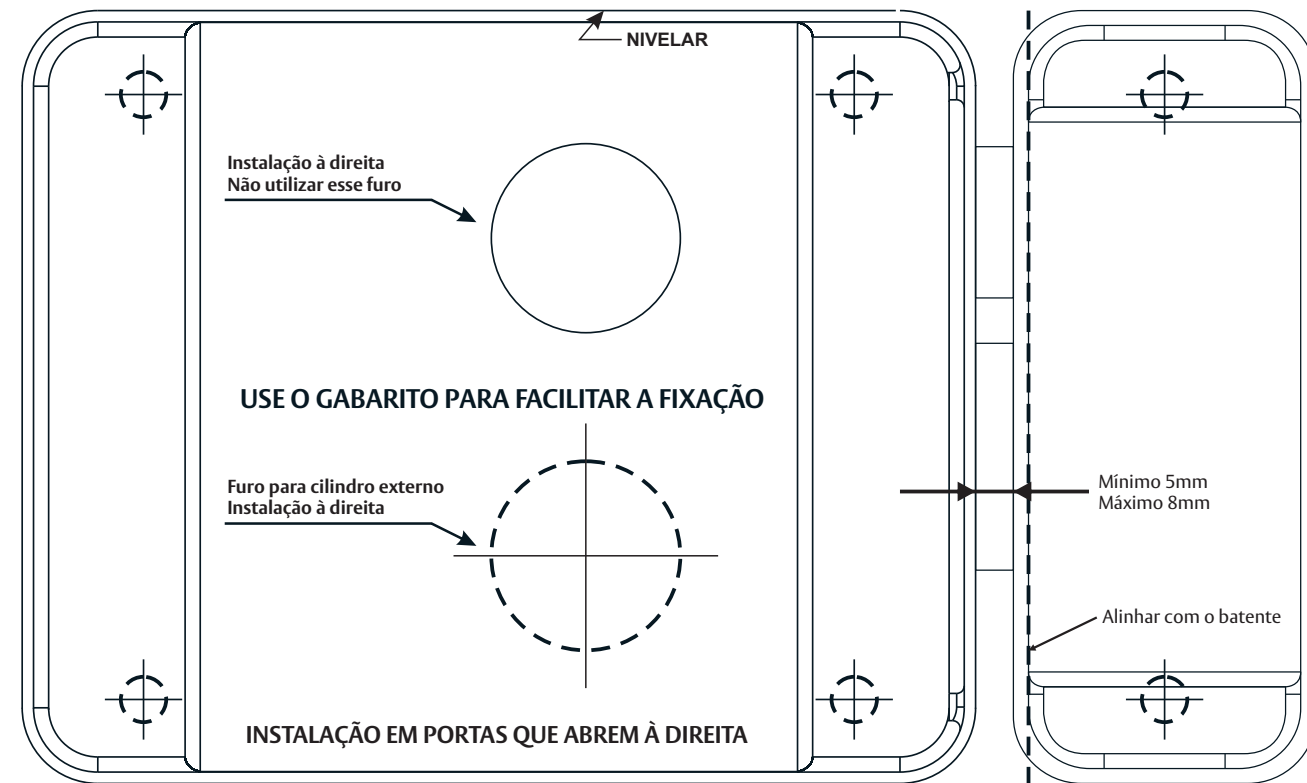 NIVELAR
Instalação à direita
Não utilizar esse furo
USE O GABARITO PARA FACILITAR A FIXAÇÃO
Furo para cilindro externo
Instalação à direita
Mínimo 5mm
Máximo 8mm
Alinhar com o batente
INSTALAÇÃO EM PORTAS QUE ABREM À DIREITA